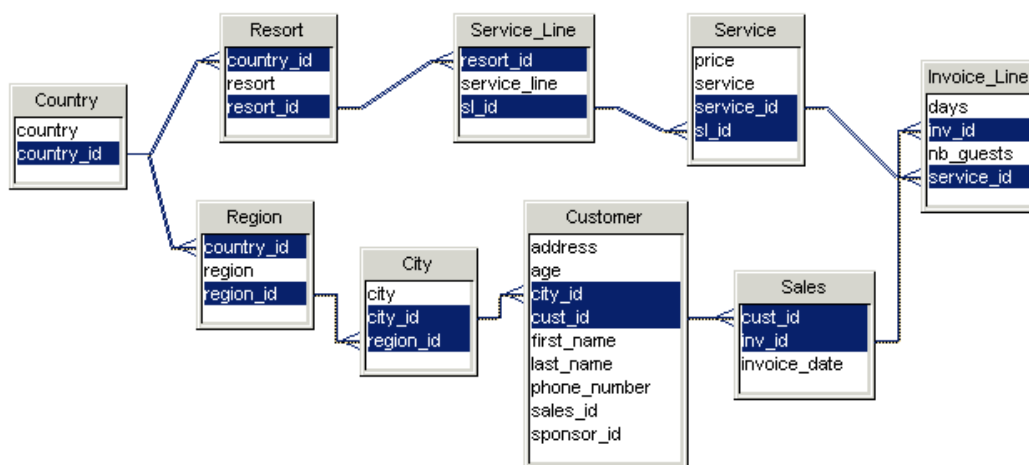 Country
country
country_id
Resort
country_id
resort
resort_id
Service_Line
resort_id
service_line
sl_id
Service
price
service
service_id
sl_id
Invoice_Line
days
inv_id
nb_guests
service_id
Region
country_id
region
region_id
City
city
city_id
region_id
Customer
address
age
city_id
cust_id
first_name
last_name
phone_number
sales_id
sponsor_id
Sales
cust_id
inv_id
invoice_date